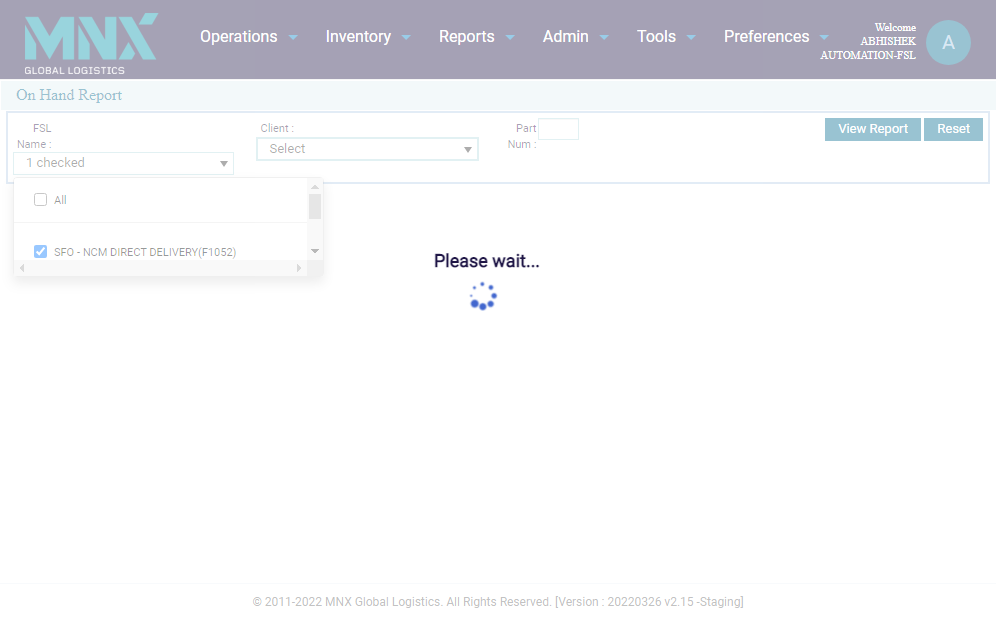 MNX
GLOBAL LOGISTICS
Operations Inventory Reports Admin Tools Preferences
Welcome
ABHISHEK
AUTOMATION-FSL
A
On Hand Report
FSL
Name :
1 checked
Client :
Select
Part
Num :
View Report Reset
All
SFO - NCM DIRECT DELIVERY(F1052)
Please wait...
© 2011-2022 MNX Global Logistics. All Rights Reserved. [Version : 20220326 v2.15 -Staging]